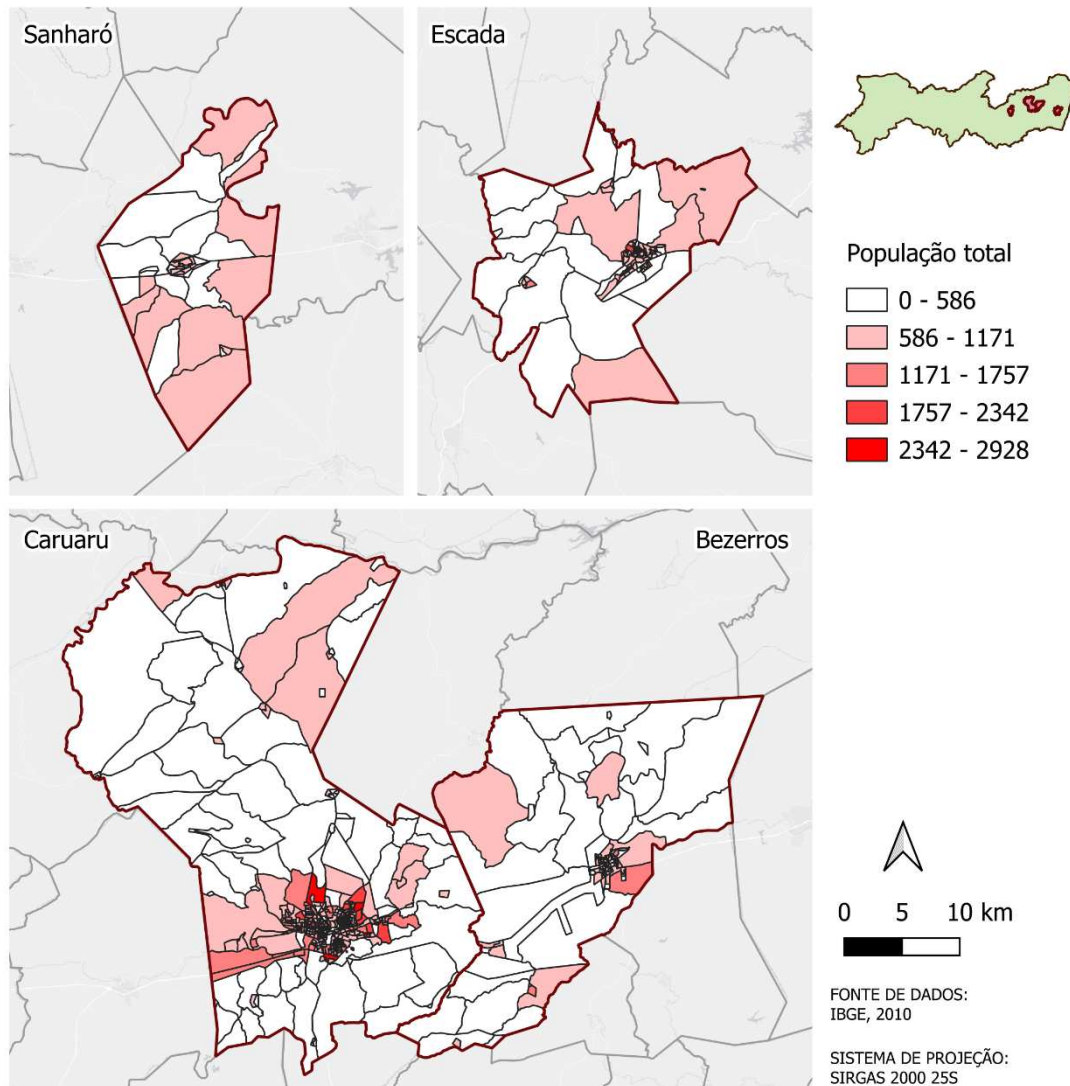 Sanharó
Escada
População total
0 - 586
586 - 1171
1171 - 1757
1757 - 2342
2342 - 2928
Caruaru
Bezerros
0 5 10 km
FONTE DE DADOS:
IBGE, 2010
SISTEMA DE PROJEÇÃO:
SIRGAS 2000 25S